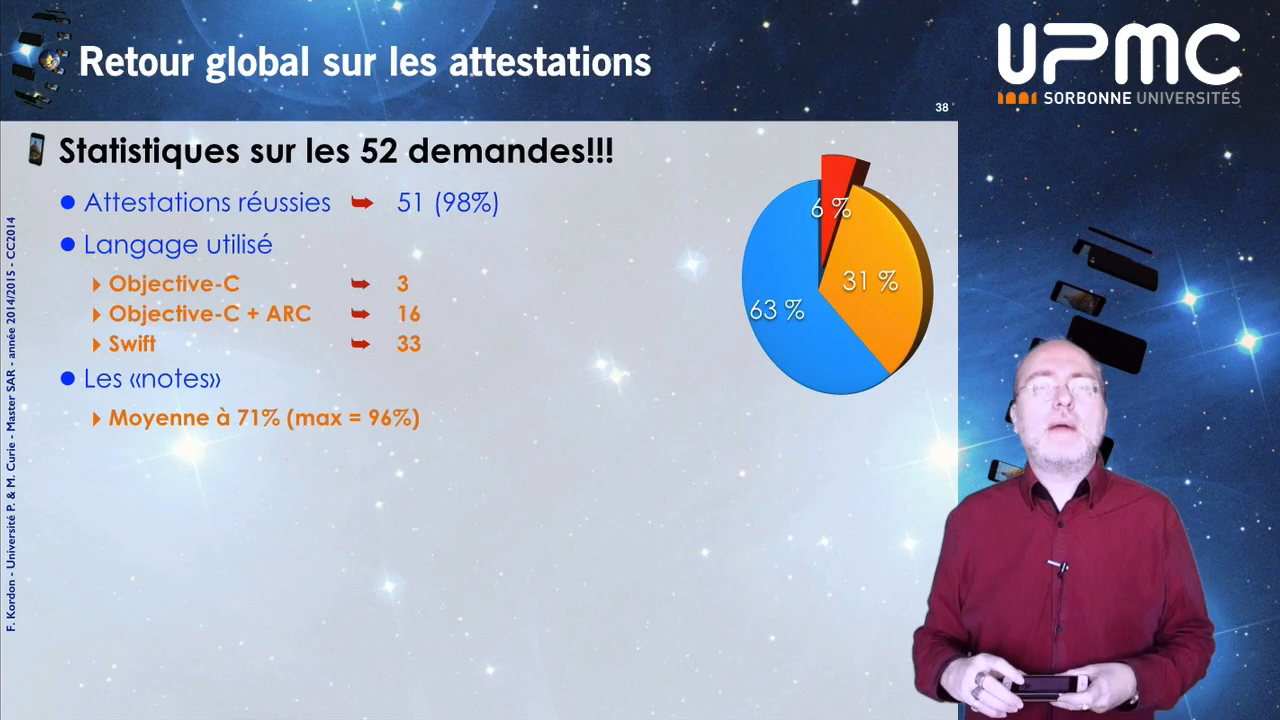 Retour global sur les attestations
UPMC
SORBONNE UNIVERSITÉS
38
Statistiques sur les 52 demandes!!!
Attestations réussies 51 (98%)
Langage utilisé
Objective-C 3
Objective-C + ARC 16
Swift 33
Les «notes»
Moyenne à 71% (max = 96%)
6 %
31 %
63 %
F. Kordon - Université P. & M. Curie - Master SAR - année 2014/2015 - CC2014